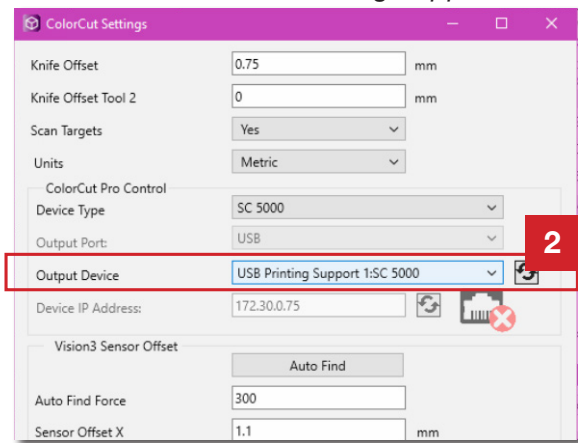 ColorCut Settings
Knife Offset 0.75 mm
Knife Offset Tool 2 0 mm
Scan Targets Yes
Units Metric
ColorCut Pro Control
Device Type SC 5000
Output Port: USB
2
Output Device USB Printing Support 1:SC 5000
Device IP Address: 172.30.0.75
Vision3 Sensor Offset
Auto Find
Auto Find Force 300
Sensor Offset X 1.1 mm